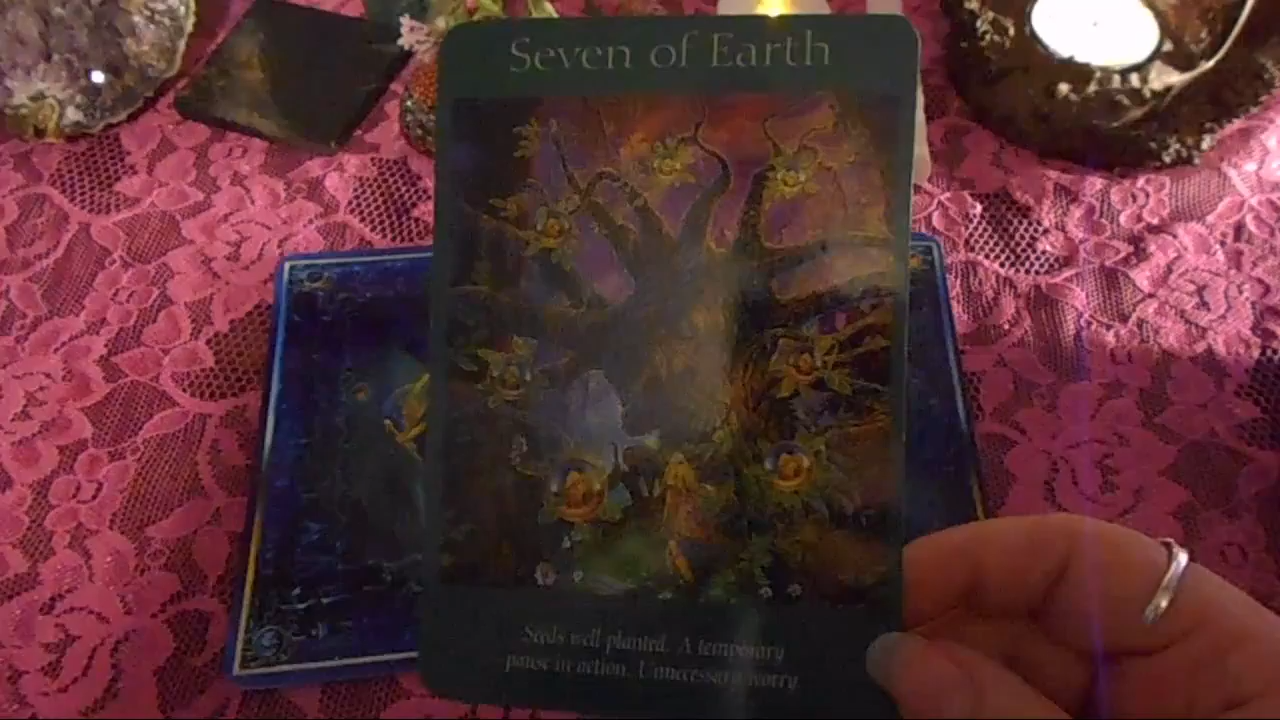 Seven of Earth
Seeds well planted. A temporary
pause in action. Unnecessary worry.